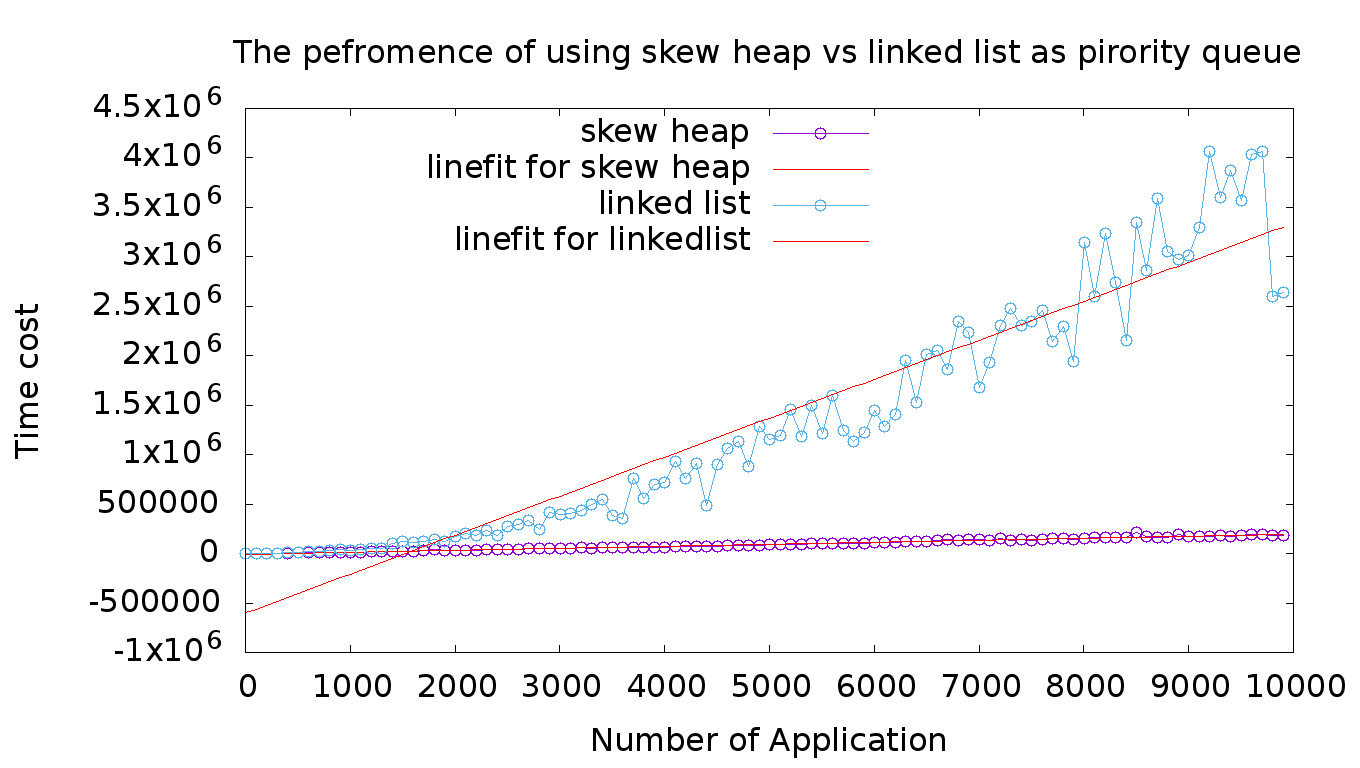 The pefromence of using skew heap vs linked list as pirority queue
4.5x10^6
4x10^6
3.5x10^6
3x10^6
2.5x10^6
2x10^6
1.5x10^6
1x10^6
500000
0
-500000
-1x10^6
Time cost
skew heap
linefit for skew heap
linked list
linefit for linkedlist
0 1000 2000 3000 4000 5000 6000 7000 8000 9000 10000
Number of Application